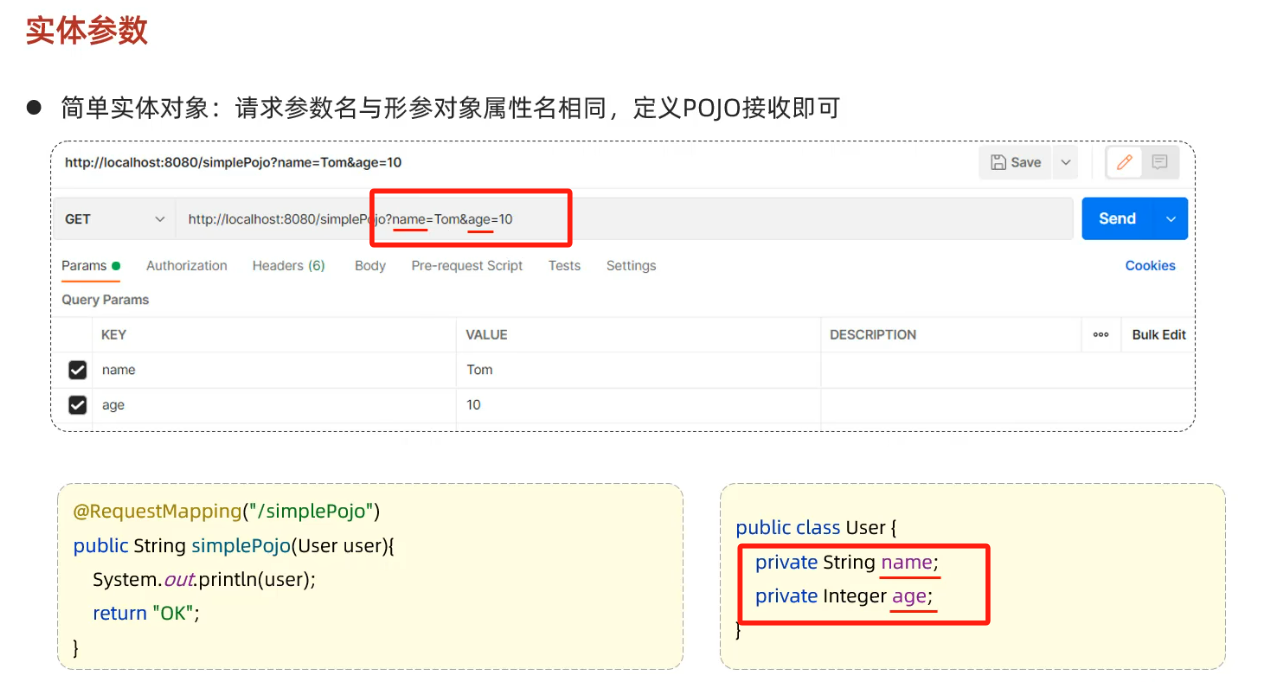 实体参数
● 简单实体对象：请求参数名与形参对象属性名相同，定义POJO接收即可
http://localhost:8080/simplePojo?name=Tom&age=10
Save
GET
http://localhost:8080/simplePojo?name=Tom&age=10
Send
Params
Authorization
Headers (6)
Body
Pre-request Script
Tests
Settings
Cookies
Query Params
KEY
VALUE
DESCRIPTION
Bulk Edit
name
Tom
age
10
@RequestMapping("/simplePojo")
public String simplePojo(User user){
System.out.println(user);
return "OK";
}
public class User {
private String name;
private Integer age;
}